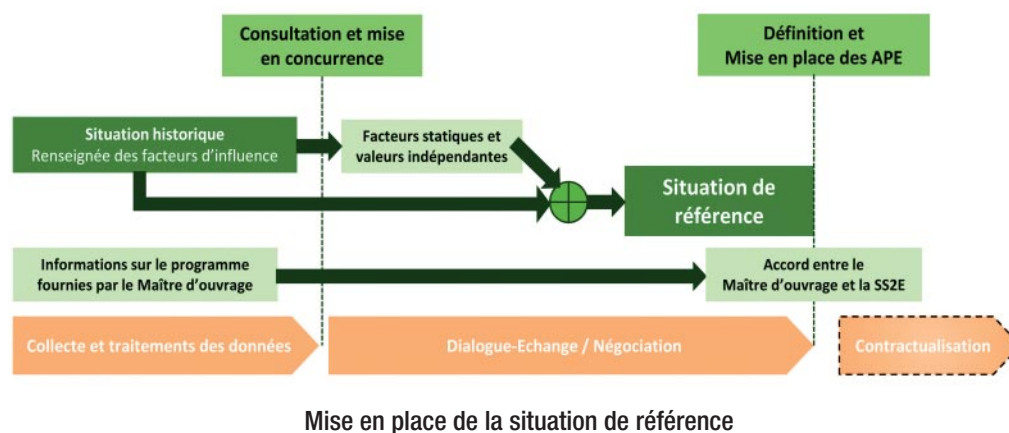 Consultation et mise
en concurrence
Définition et
Mise en place des APE
Situation historique
Renseignée des facteurs d'influence
Facteurs statiques et
valeurs indépendantes
Situation de
référence
Informations sur le programme
fournies par le Maître d'ouvrage
Accord entre le
Maître d'ouvrage et la SS2E
Collecte et traitements des données
Dialogue-Echange / Négociation
Contractualisation
Mise en place de la situation de référence